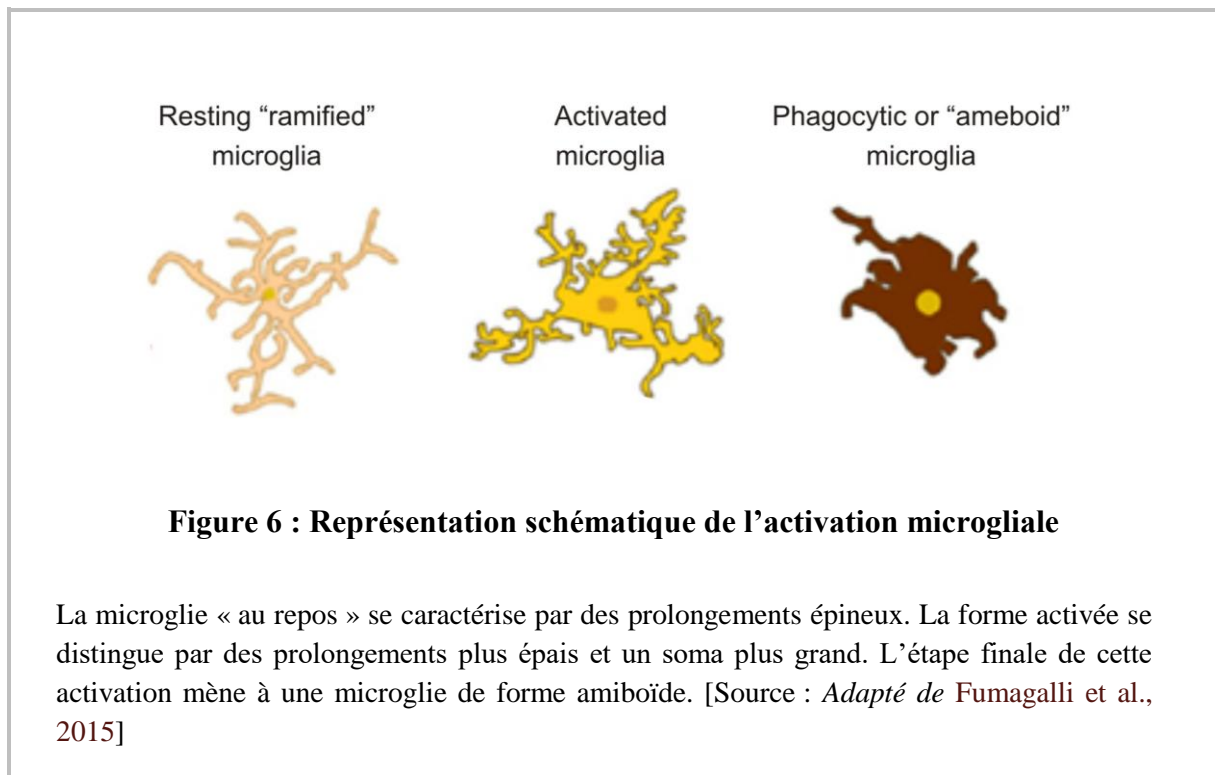 Resting “ramified”
microglia
Activated
microglia
Phagocytic or “ameboid”
microglia
Figure 6 : Représentation schématique de l’activation microgliale
La microglie « au repos » se caractérise par des prolongements épineux. La forme activée se
distingue par des prolongements plus épais et un soma plus grand. L’étape finale de cette
activation mène à une microglie de forme amiboïde. [Source : Adapté de Fumagalli et al.,
2015]